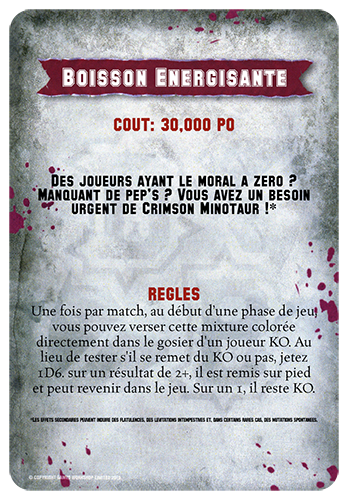 BOISSON ENERGISANTE
COUT: 30,000 PO
DES JOUEURS AYANT LE MORAL A ZERO ?
MANQUANT DE PEP'S ? VOUS AVEZ UN BESOIN
URGENT DE CRIMSON MINOTAUR !*
REGLES
Une fois par match, au début d'une phase de jeu,
vous pouvez verser cette mixture colorée
directement dans le gosier d'un joueur KO. Au
lieu de tester s'il se remet du KO ou pas, jetez
1D6. sur un résultat de 2+, il est remis sur pied
et peut revenir dans le jeu. Sur un 1, il reste KO.
*LES EFFETS SECONDAIRES PEUVENT INDUIRE DES FLATULENCES, DES LEVITATIONS INTEMPESTIVES ET, DANS CERTAINS RARES CAS, DES MUTATIONS SPONTANEES.
© COPYRIGHT GAMES WORKSHOP LIMITED